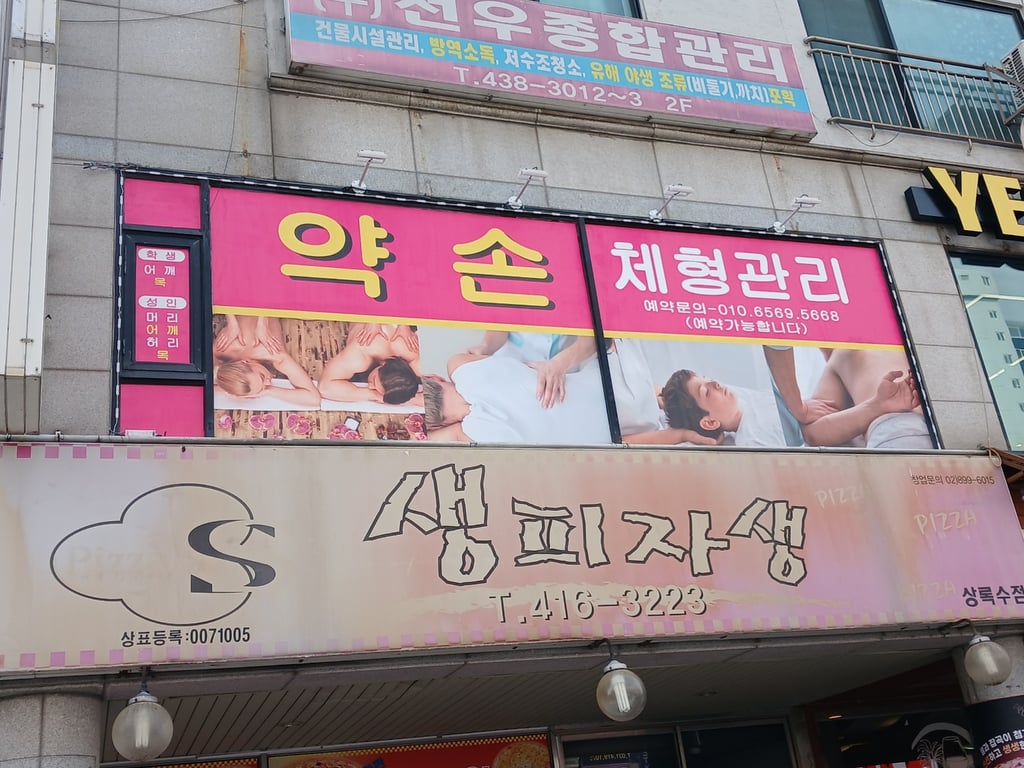 (주)전우종합관리
건물시설관리, 방역소독, 저수조청소, 유해 야생 조류(비둘기,까치)포획
T.438-3012~3 2F
YE
약손
체형관리
예약문의-010.6569.5668
(예약가능합니다)
학생
어깨
목
성인
머리
어깨
허리
목
창업문의 02)899-6015
생피자생
PIZZA
PIZZA
PIZZA
S
T.416-3223
상록수점
상표등록:0071005